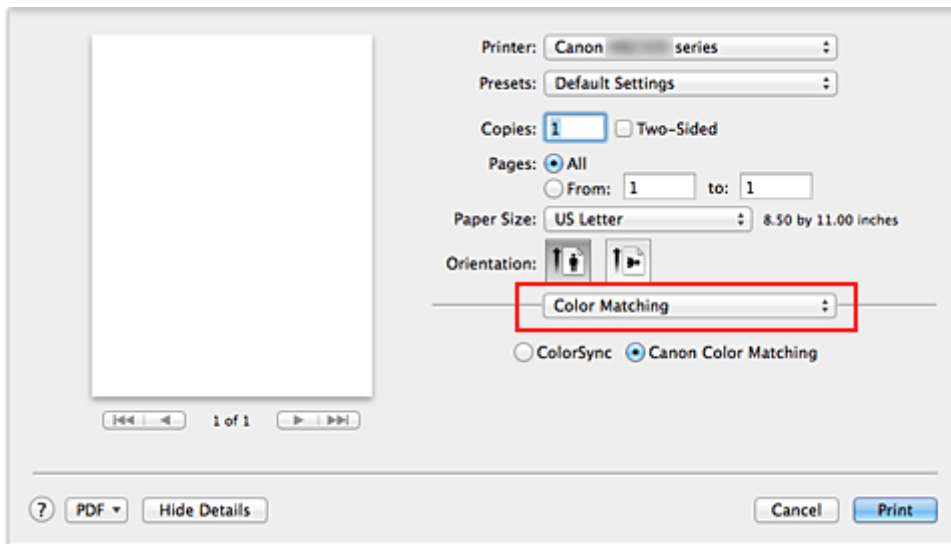 Printer: Canon series
Presets: Default Settings
Copies: 1 Two-Sided
Pages: All
From: 1 to: 1
Paper Size: US Letter 8.50 by 11.00 inches
Orientation:
Color Matching
ColorSync Canon Color Matching
1 of 1
? PDF Hide Details Cancel Print